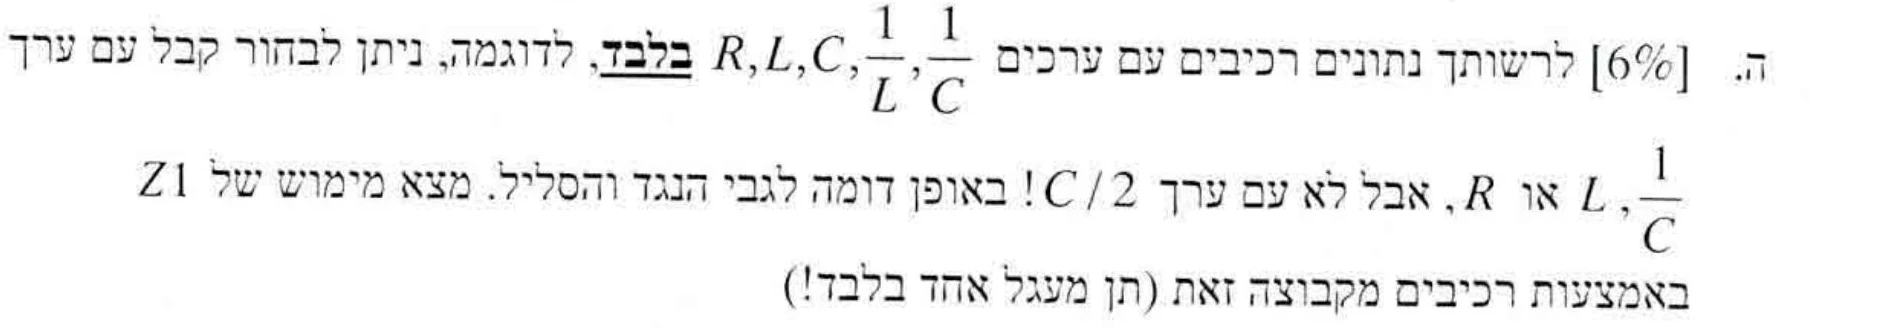 ה. [6%] לרשותך נתונים רכיבים עם ערכים R, L, C, 1/L, 1/C בלבד, לדוגמה, ניתן לבחור קבל עם ערך
1/C, L או R, אבל לא עם ערך C/2! באופן דומה לגבי הנגד והסליל. מצא מימוש של Z1
באמצעות רכיבים מקבוצה זאת (תן מעגל אחד בלבד!)